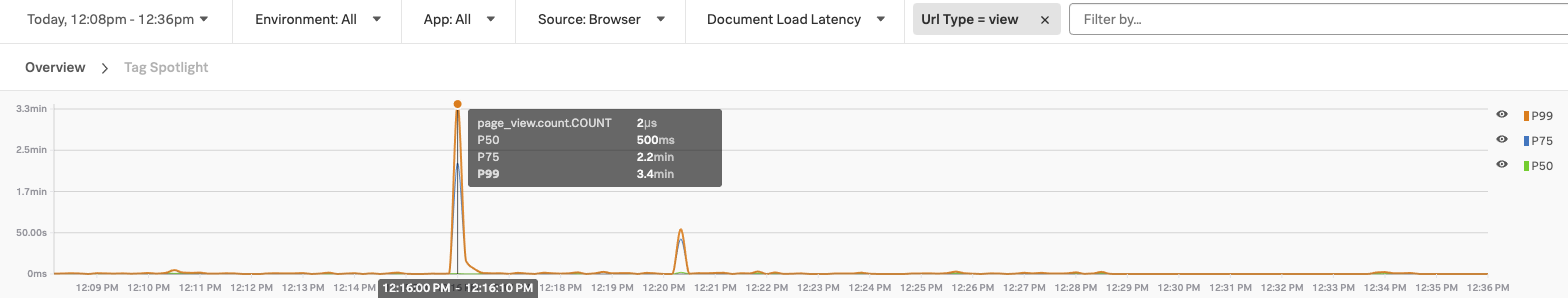 Today, 12:08pm - 12:36pm Environment: All App: All Source: Browser Document Load Latency Url Type = view × Filter by...
Overview > Tag Spotlight
3.3min
2.5min
1.7min
50.00s
0ms
page_view.count.COUNT 2µs
P50 500ms
P75 2.2min
P99 3.4min
P99
P75
P50
12:09 PM 12:10 PM 12:11 PM 12:12 PM 12:13 PM 12:14 PM 12:16:00 PM - 12:16:10 PM 12:18 PM 12:19 PM 12:20 PM 12:21 PM 12:22 PM 12:23 PM 12:24 PM 12:25 PM 12:26 PM 12:27 PM 12:28 PM 12:29 PM 12:30 PM 12:31 PM 12:32 PM 12:33 PM 12:34 PM 12:35 PM 12:36 PM